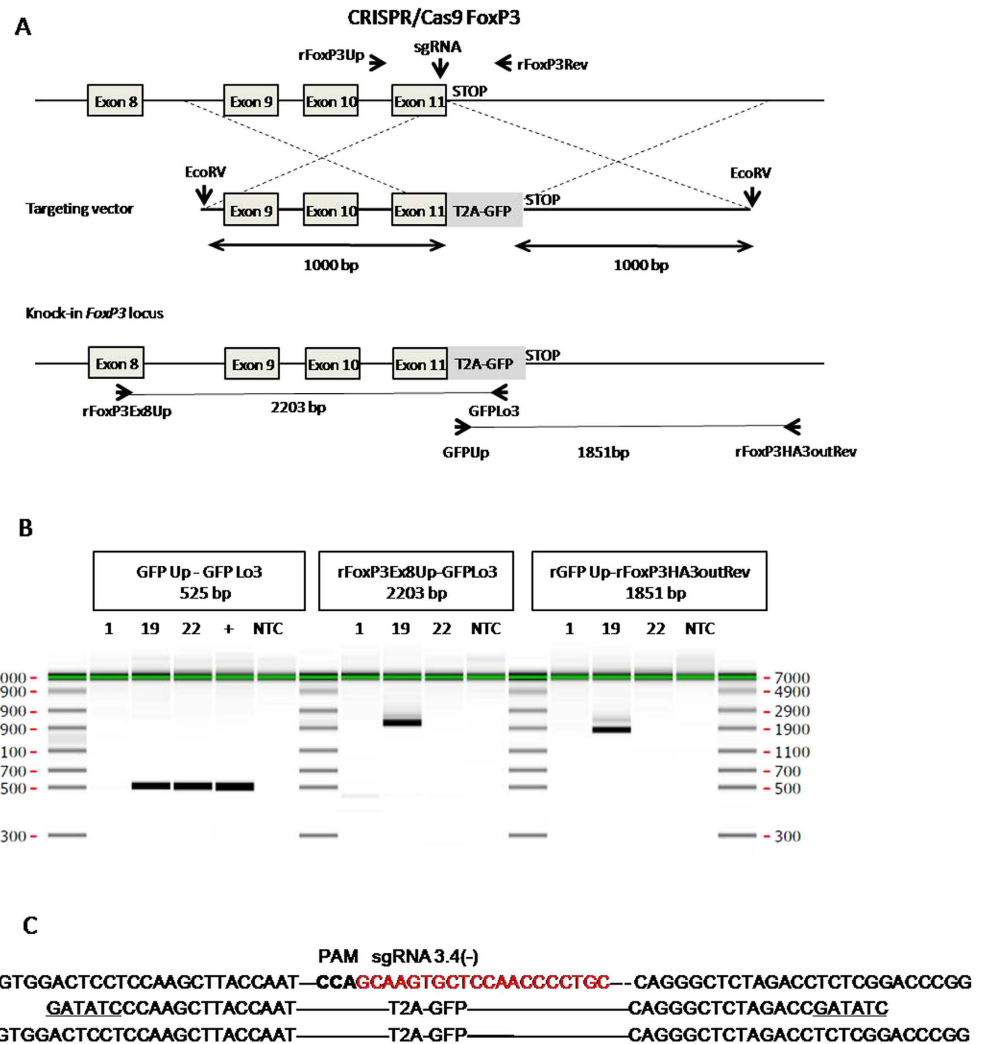 A
CRISPR/Cas9 FoxP3
rFoxP3Up
sgRNA
rFoxP3Rev
STOP
Exon 8
Exon 9
Exon 10
Exon 11
EcoRV
EcoRV
Targeting vector
Exon 9
Exon 10
Exon 11
T2A-GFP
STOP
1000 bp
1000 bp
Knock-in FoxP3 locus
Exon 8
Exon 9
Exon 10
Exon 11
T2A-GFP
STOP
rFoxP3Ex8Up
2203 bp
GFPLo3
GFPUp
1851bp
rFoxP3HA3outRev
B
GFP Up - GFP Lo3
525 bp
rFoxP3Ex8Up-GFPLo3
2203 bp
rGFP Up-rFoxP3HA3outRev
1851 bp
1 19 22 + NTC
1 19 22 NTC
1 19 22 NTC
000
900
900
900
100
700
500
300
7000
4900
2900
1900
1100
700
500
300
C
PAM sgRNA 3.4(-)
GTGGACTCCTCCAAGCTTACCAAT—CCAGCAAGTGCTCCAACCCCTGC--CAGGGCTCTAGACCTCTCGGACCCGG
GATATCCCAAGCTTACCAAT———T2A-GFP———CAGGGCTCTAGACCGATATC
GTGGACTCCTCCAAGCTTACCAAT———T2A-GFP———CAGGGCTCTAGACCTCTCGGACCCGG